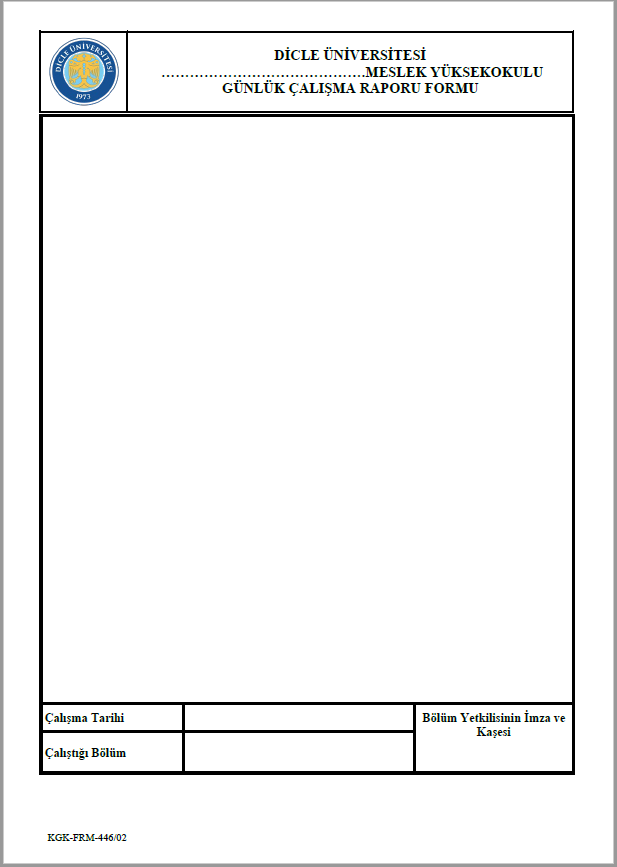 DİCLE ÜNİVERSİTESİ
1973
DİCLE ÜNİVERSİTESİ
…………………………………….MESLEK YÜKSEKOKULU
GÜNLÜK ÇALIŞMA RAPORU FORMU
Çalışma Tarihi
Bölüm Yetkilisinin İmza ve
Kaşesi
Çalıştığı Bölüm
KGK-FRM-446/02